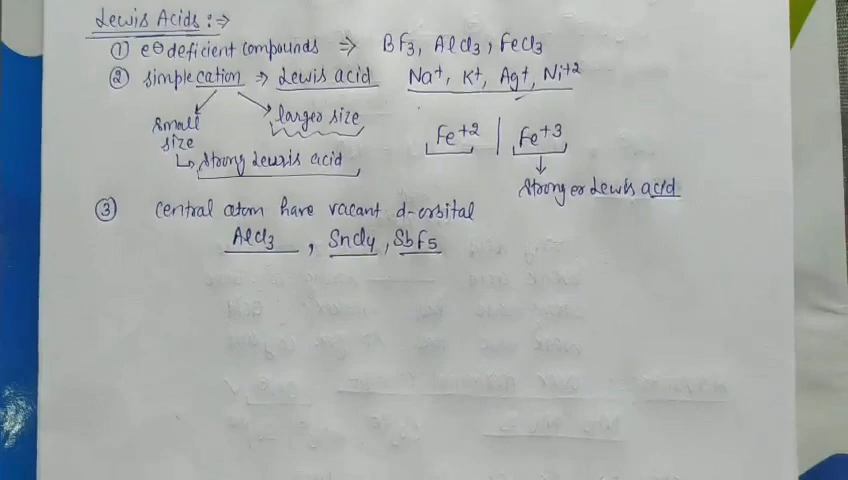 Lewis Acids :⇒
① e⊖ deficient compounds ⇒ BF3, AlCl3, FeCl3
② simple cation ⇒ Lewis acid Na+, K+, Ag+, Ni+2
small size
larger size
↳ strong Lewis acid
Fe+2 | Fe+3
↓
stronger Lewis acid
③ central atom have vacant d-orbital
AlCl3, SnCl4, SbF5